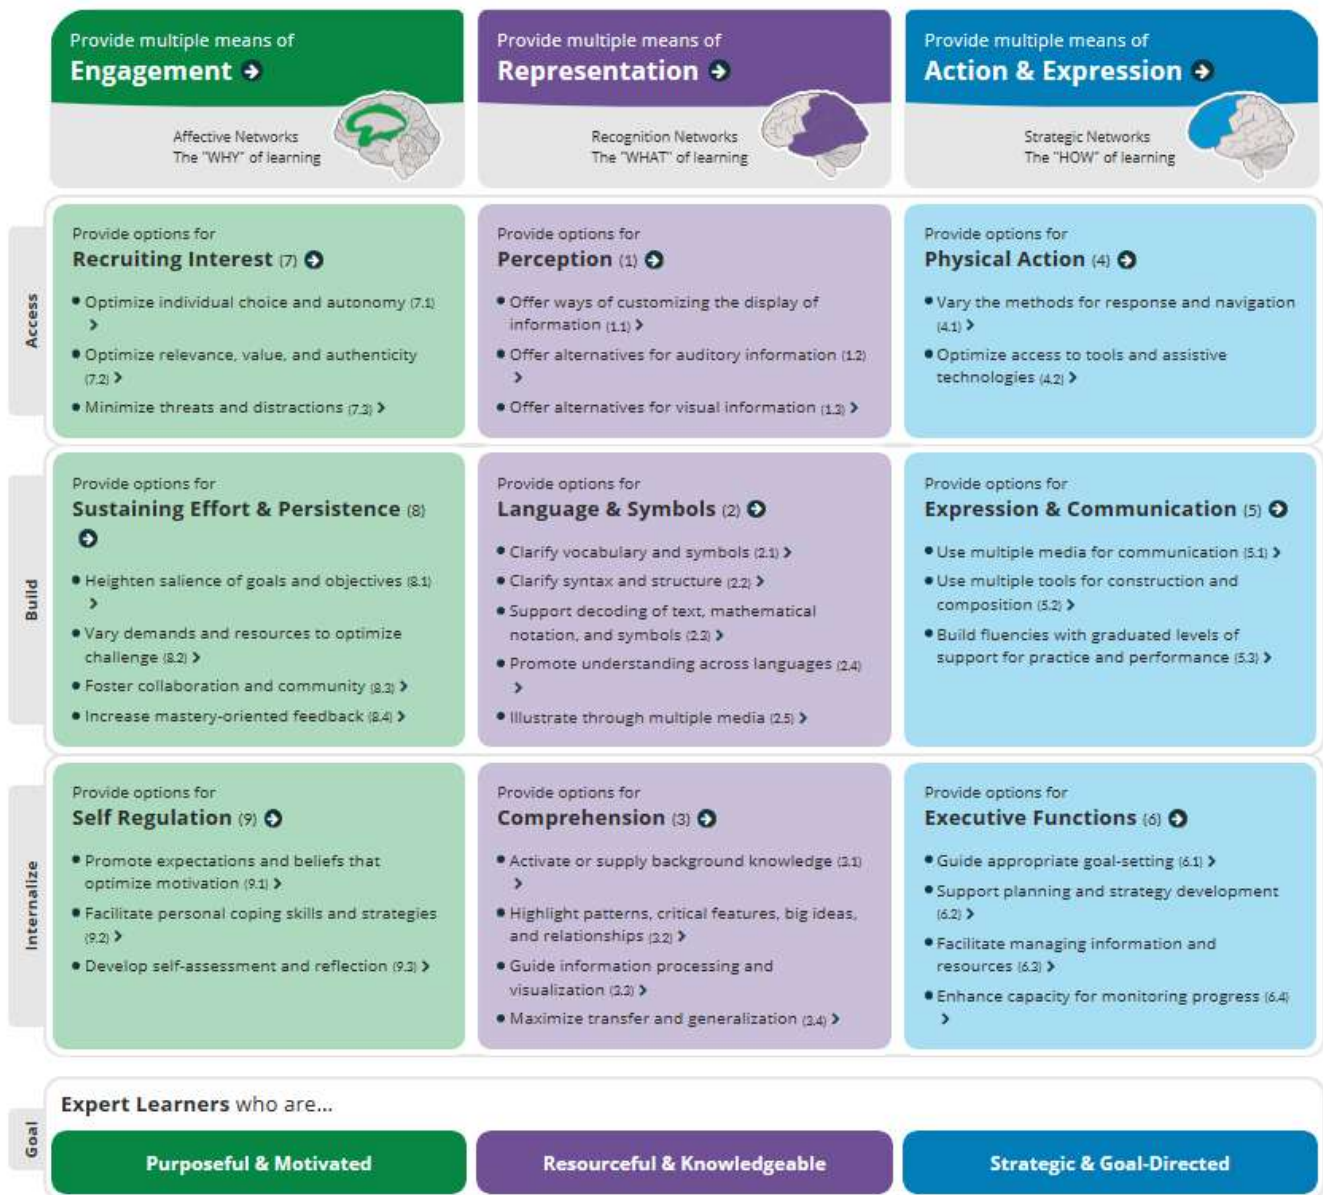 Provide multiple means of
Engagement
Affective Networks
The "WHY" of learning
Provide multiple means of
Representation
Recognition Networks
The "WHAT" of learning
Provide multiple means of
Action & Expression
Strategic Networks
The "HOW" of learning
Access
Provide options for
Recruiting Interest (7)
• Optimize individual choice and autonomy (7.1)
>
• Optimize relevance, value, and authenticity
(7.2) >
• Minimize threats and distractions (7.3) >
Provide options for
Perception (1)
• Offer ways of customizing the display of
information (1.1) >
• Offer alternatives for auditory information (1.2)
>
• Offer alternatives for visual information (1.3) >
Provide options for
Physical Action (4)
• Vary the methods for response and navigation
(4.1) >
• Optimize access to tools and assistive
technologies (4.2) >
Build
Provide options for
Sustaining Effort & Persistence (8)
• Heighten salience of goals and objectives (8.1)
>
• Vary demands and resources to optimize
challenge (8.2) >
• Foster collaboration and community (8.3) >
• Increase mastery-oriented feedback (8.4) >
Provide options for
Language & Symbols (2)
• Clarify vocabulary and symbols (2.1) >
• Clarify syntax and structure (2.2) >
• Support decoding of text, mathematical
notation, and symbols (2.3) >
• Promote understanding across languages (2.4)
>
• Illustrate through multiple media (2.5) >
Provide options for
Expression & Communication (5)
• Use multiple media for communication (5.1) >
• Use multiple tools for construction and
composition (5.2) >
• Build fluencies with graduated levels of
support for practice and performance (5.3) >
Internalize
Provide options for
Self Regulation (9)
• Promote expectations and beliefs that
optimize motivation (9.1) >
• Facilitate personal coping skills and strategies
(9.2) >
• Develop self-assessment and reflection (9.3) >
Provide options for
Comprehension (3)
• Activate or supply background knowledge (3.1)
>
• Highlight patterns, critical features, big ideas,
and relationships (3.2) >
• Guide information processing and
visualization (3.3) >
• Maximize transfer and generalization (3.4) >
Provide options for
Executive Functions (6)
• Guide appropriate goal-setting (6.1) >
• Support planning and strategy development
(6.2) >
• Facilitate managing information and
resources (6.3) >
• Enhance capacity for monitoring progress (6.4)
>
Goal
Expert Learners who are...
Purposeful & Motivated
Resourceful & Knowledgeable
Strategic & Goal-Directed